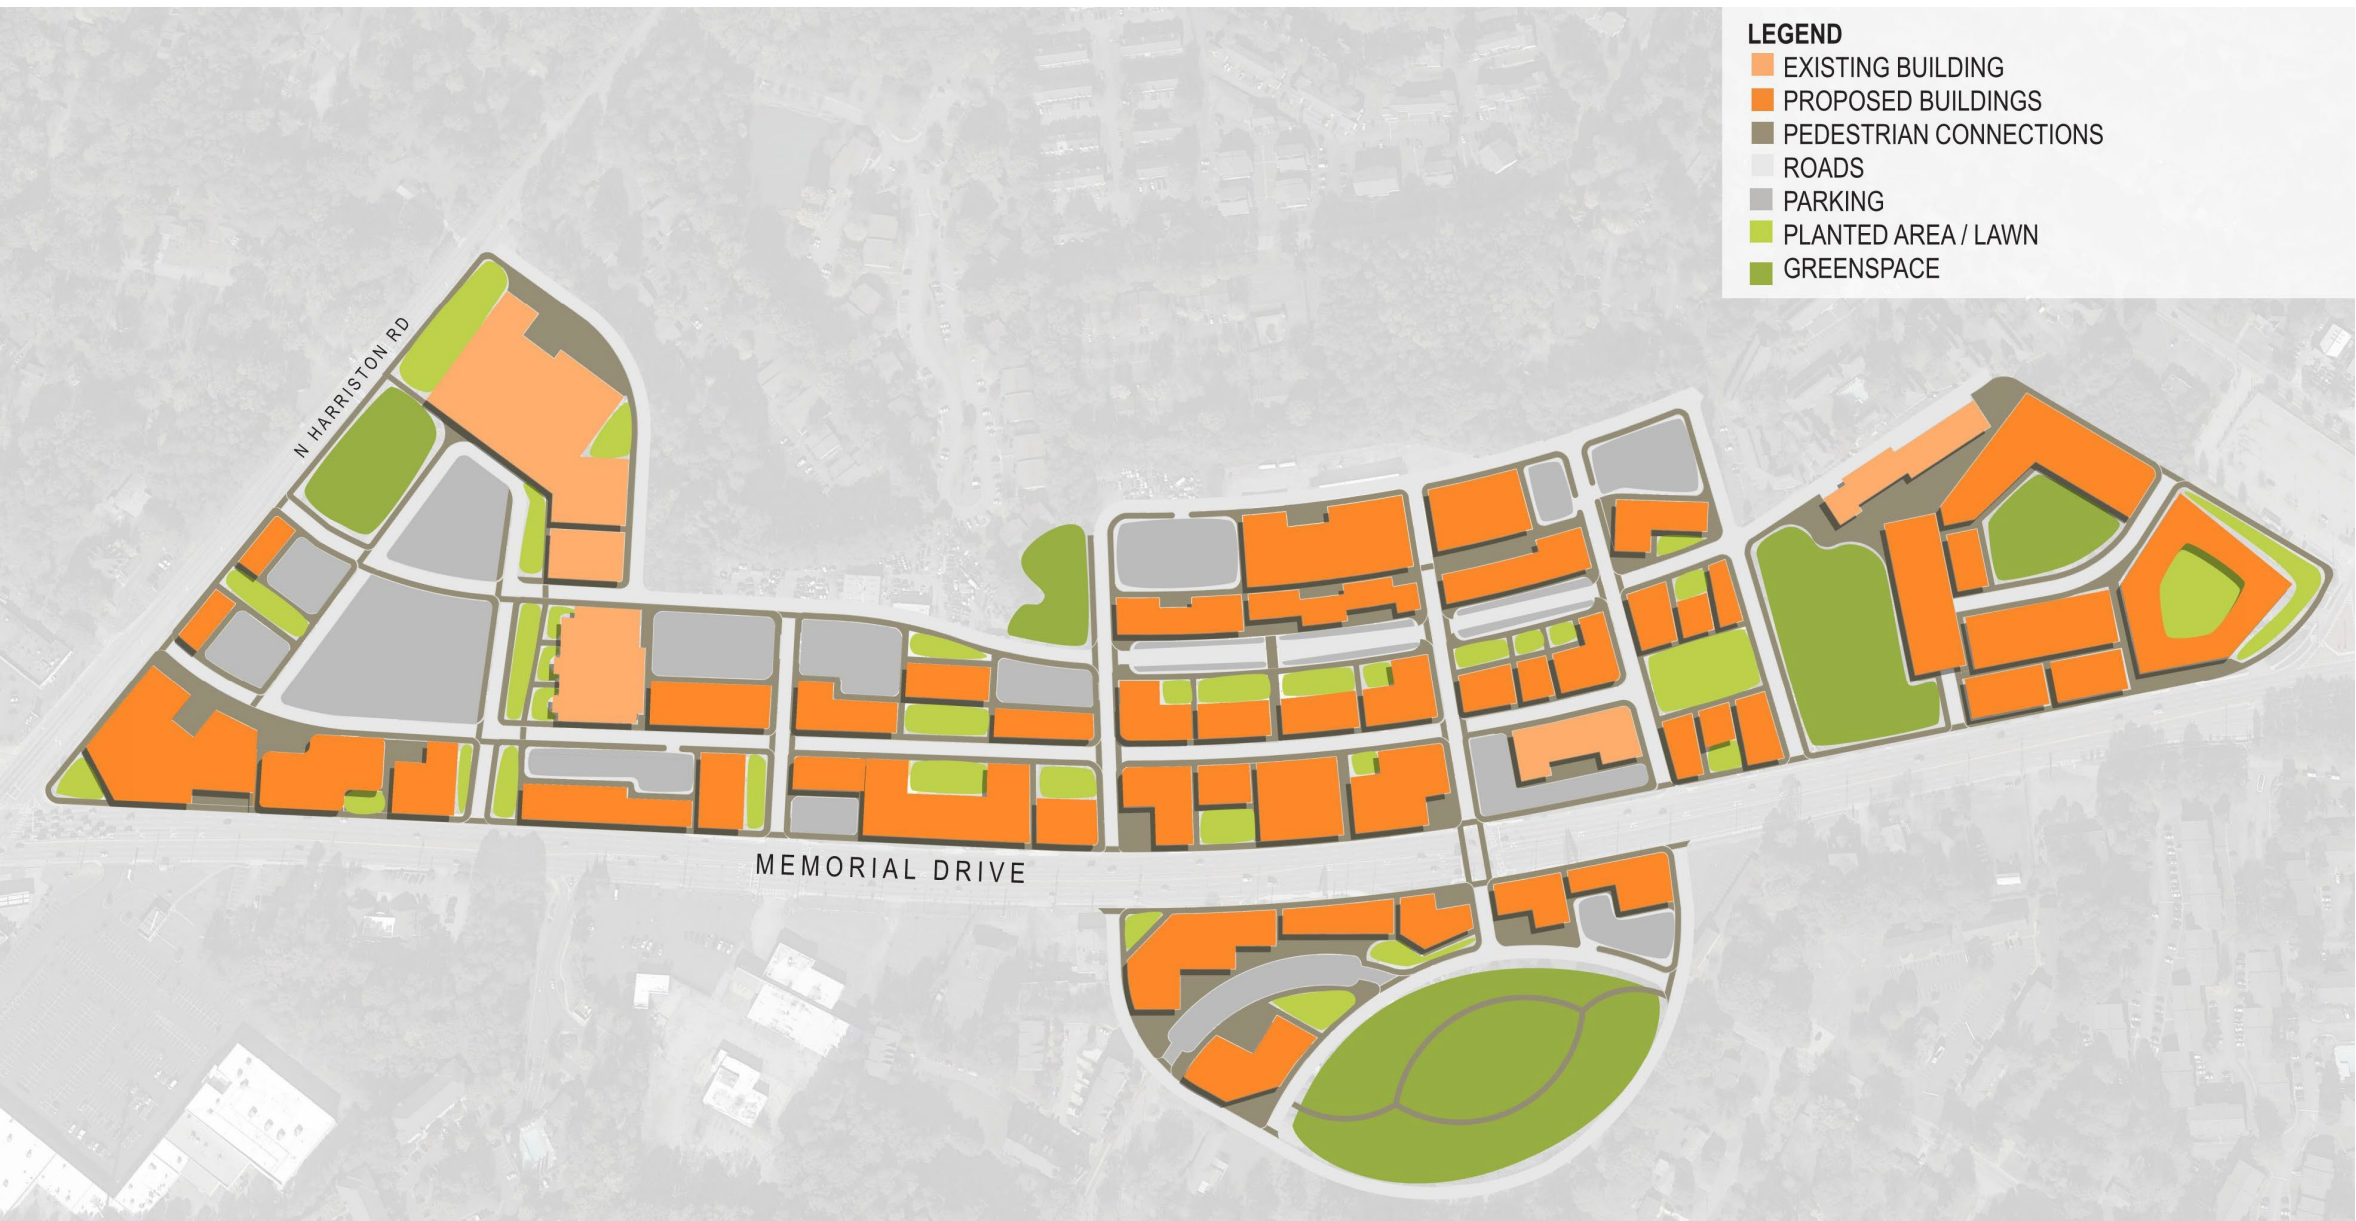 LEGEND
EXISTING BUILDING
PROPOSED BUILDINGS
PEDESTRIAN CONNECTIONS
ROADS
PARKING
PLANTED AREA / LAWN
GREENSPACE
N HARRISTON RD
MEMORIAL DRIVE